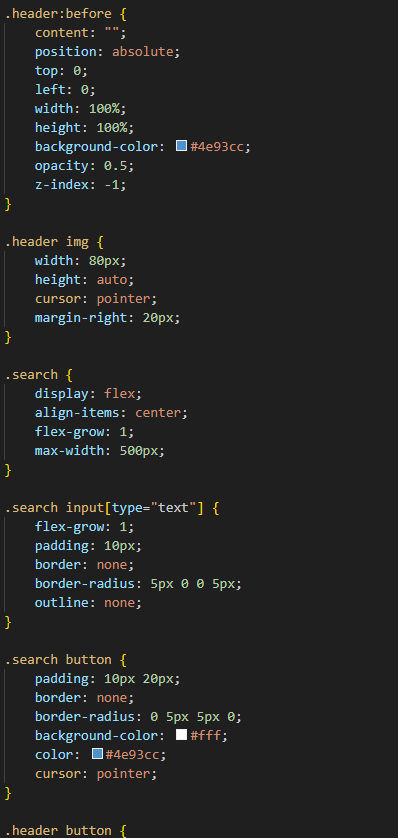 .header:before {
    content: "";
    position: absolute;
    top: 0;
    left: 0;
    width: 100%;
    height: 100%;
    background-color: #4e93cc;
    opacity: 0.5;
    z-index: -1;
}

.header img {
    width: 80px;
    height: auto;
    cursor: pointer;
    margin-right: 20px;
}

.search {
    display: flex;
    align-items: center;
    flex-grow: 1;
    max-width: 500px;
}

.search input[type="text"] {
    flex-grow: 1;
    padding: 10px;
    border: none;
    border-radius: 5px 0 0 5px;
    outline: none;
}

.search button {
    padding: 10px 20px;
    border: none;
    border-radius: 0 5px 5px 0;
    background-color: #fff;
    color: #4e93cc;
    cursor: pointer;
}

.header button {